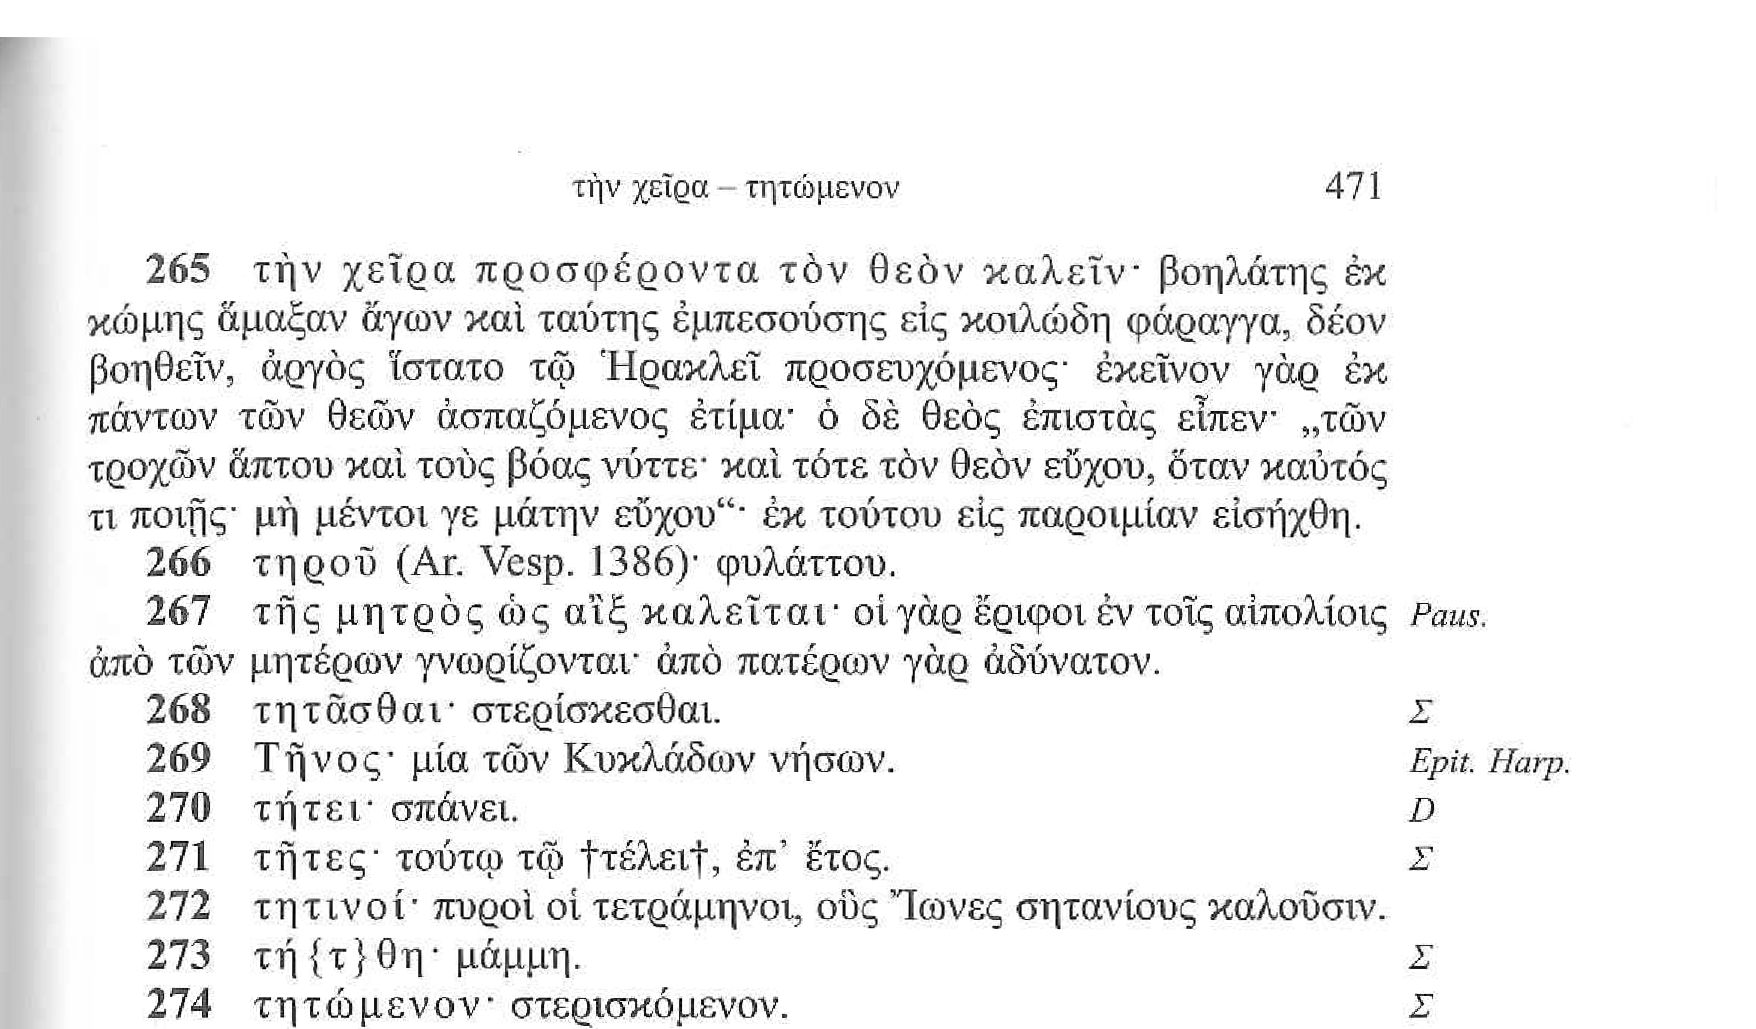 τὴν χεῖρα – τητώμενον 471
265 τὴν χεῖρα προσφέροντα τὸν θεὸν καλεῖν· βοηλάτης ἐκ
κώμης ἅμαξαν ἄγων καὶ ταύτης ἐμπεσούσης εἰς κοιλώδη φάραγγα, δέον
βοηθεῖν, ἀργὸς ἵστατο τῷ Ἡρακλεῖ προσευχόμενος· ἐκεῖνον γὰρ ἐκ
πάντων τῶν θεῶν ἀσπαζόμενος ἐτίμα· ὁ δὲ θεὸς ἐπιστὰς εἶπεν· „τῶν
τροχῶν ἅπτου καὶ τοὺς βόας νύττε· καὶ τότε τὸν θεὸν εὔχου, ὅταν καὐτός
τι ποιῇς· μὴ μέντοι γε μάτην εὔχου“· ἐκ τούτου εἰς παροιμίαν εἰσήχθη.
266 τηροῦ (Ar. Vesp. 1386)· φυλάττου.
267 τῆς μητρὸς ὡς αἲξ καλεῖται· οἱ γὰρ ἔριφοι ἐν τοῖς αἰπολίοις Paus.
ἀπὸ τῶν μητέρων γνωρίζονται· ἀπὸ πατέρων γὰρ ἀδύνατον.
268 τητᾶσθαι· στερίσκεσθαι. Σ
269 Τῆνος· μία τῶν Κυκλάδων νήσων. Epit. Harp.
270 τήτει· σπάνει. D
271 τῆτες· τούτῳ τῷ †τέλει†, ἐπ’ ἔτος. Σ
272 τητινοί· πυροὶ οἱ τετράμηνοι, οὓς Ἴωνες σητανίους καλοῦσιν.
273 τή{τ}θη· μάμμη. Σ
274 τητώμενον· στερισκόμενον. Σ